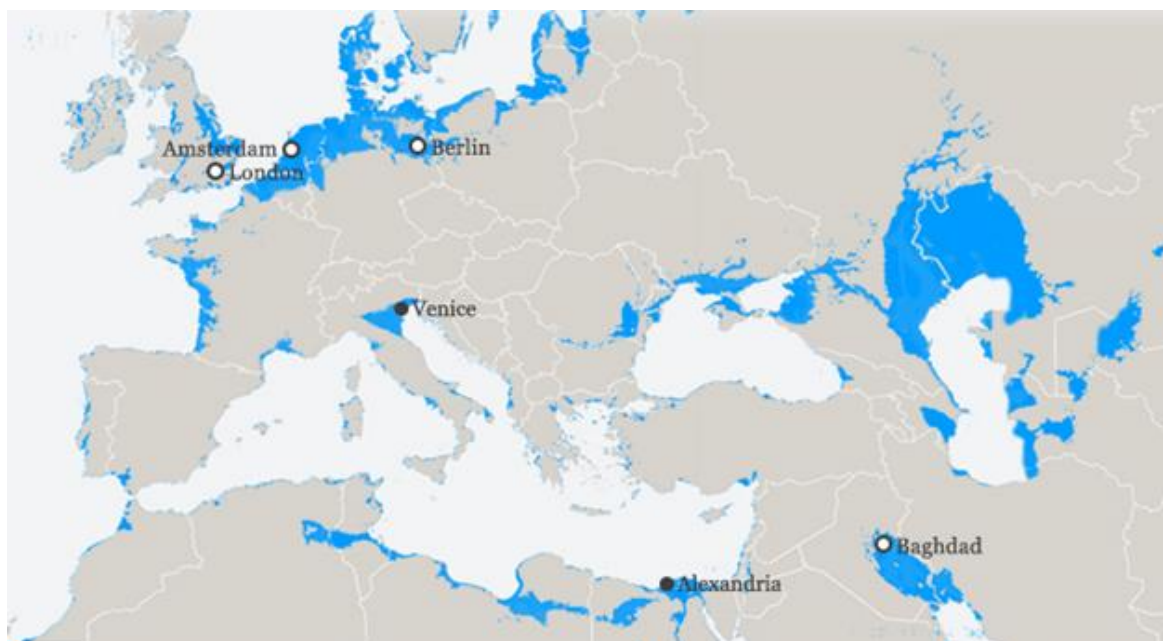 Amsterdam
Berlin
London
Venice
Baghdad
Alexandria